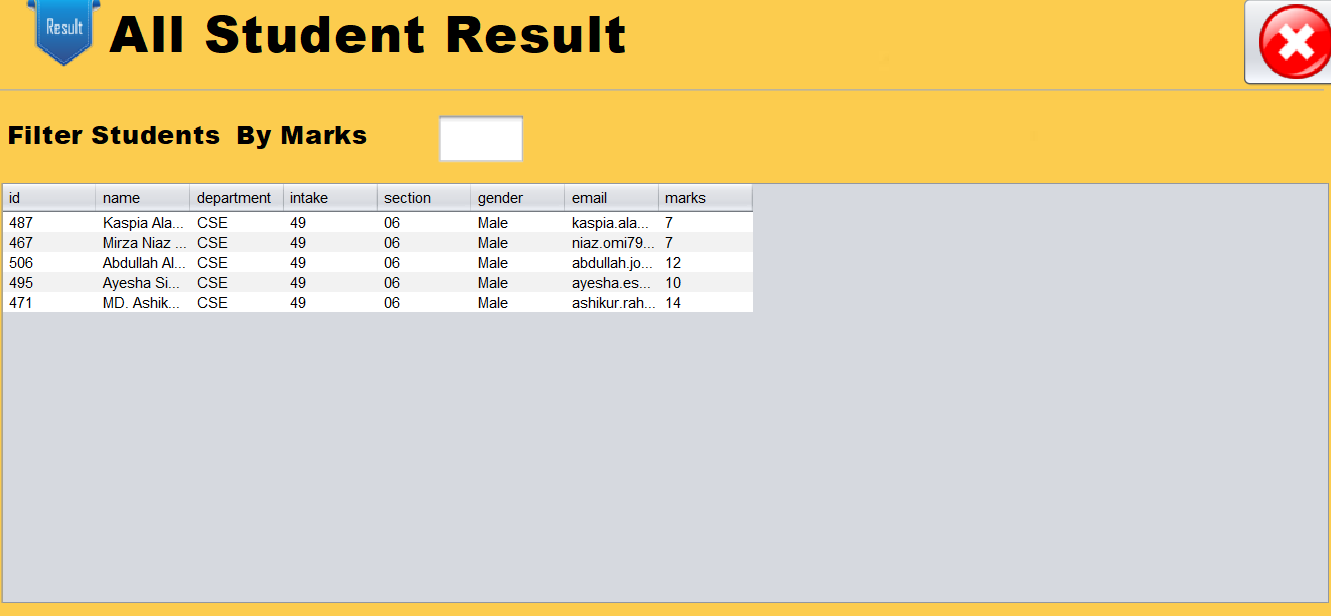 Result
All Student Result
Filter Students By Marks
id name department intake section gender email marks
487 Kaspia Ala... CSE 49 06 Male kaspia.ala... 7
467 Mirza Niaz ... CSE 49 06 Male niaz.omi79... 7
506 Abdullah Al... CSE 49 06 Male abdullah.jo... 12
495 Ayesha Si... CSE 49 06 Male ayesha.es... 10
471 MD. Ashik... CSE 49 06 Male ashikur.rah... 14